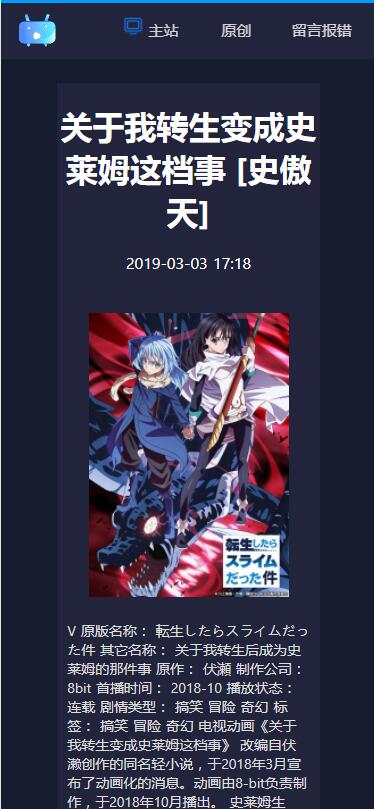 主站 原创 留言报错
关于我转生变成史
莱姆这档事 [史傲
天]
2019-03-03 17:18
転生したら
スライム
だった件
V 原版名称： 転生したらスライムだっ
た件 其它名称： 关于我转生后成为史
莱姆的那件事 原作： 伏瀬 制作公司：
8bit 首播时间： 2018-10 播放状态：
连载 剧情类型： 搞笑 冒险 奇幻 标
签： 搞笑 冒险 奇幻 电视动画《关于
我转生变成史莱姆这档事》 改编自伏
濑创作的同名轻小说，于2018年3月宣
布了动画化的消息。动画由8-bit负责制
作，于2018年10月播出。 史莱姆生